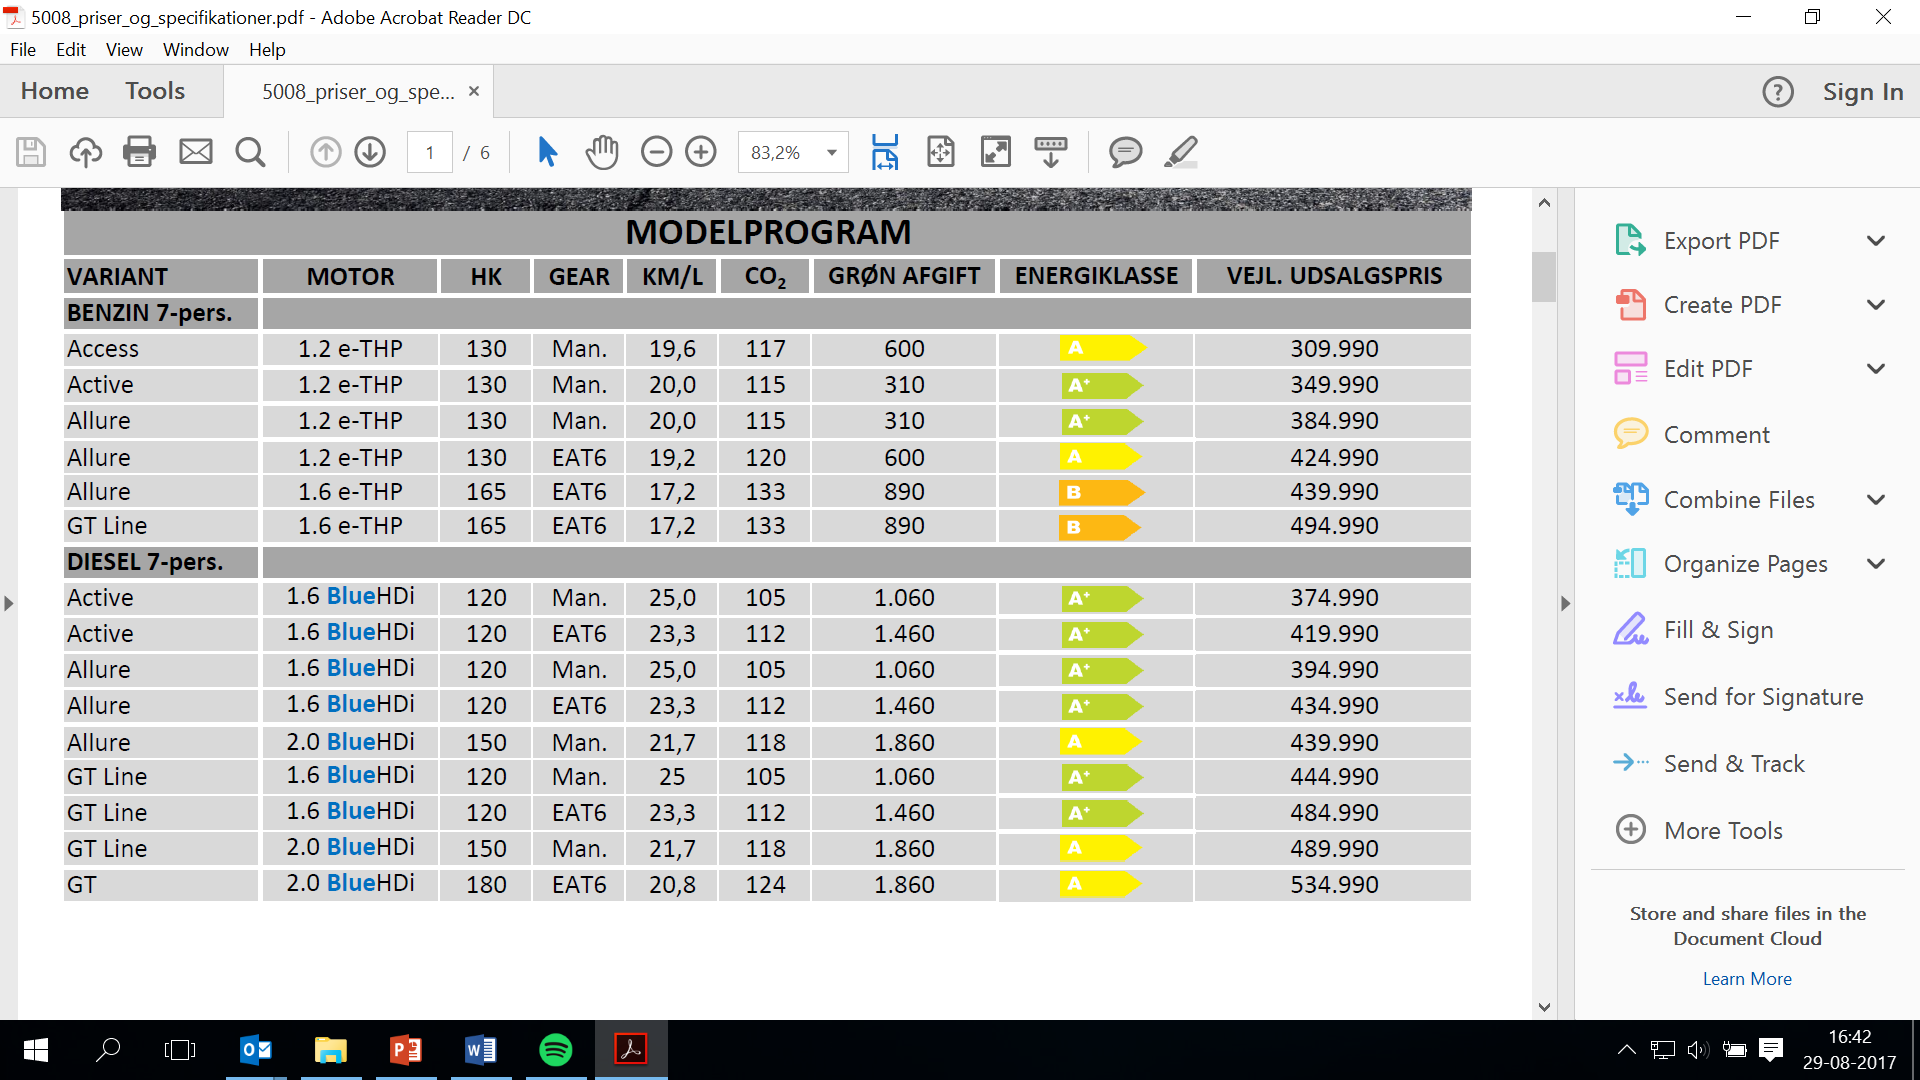 5008_priser_og_specifikationer.pdf - Adobe Acrobat Reader DC
File Edit View Window Help
Home Tools 5008_priser_og_spe... × ? Sign In
1 / 6 83,2%
MODELPROGRAM
VARIANT MOTOR HK GEAR KM/L CO₂ GRØN AFGIFT ENERGIKLASSE VEJL. UDSALGSPRIS
BENZIN 7-pers.
Access 1.2 e-THP 130 Man. 19,6 117 600 A 309.990
Active 1.2 e-THP 130 Man. 20,0 115 310 A+ 349.990
Allure 1.2 e-THP 130 Man. 20,0 115 310 A+ 384.990
Allure 1.2 e-THP 130 EAT6 19,2 120 600 A 424.990
Allure 1.6 e-THP 165 EAT6 17,2 133 890 B 439.990
GT Line 1.6 e-THP 165 EAT6 17,2 133 890 B 494.990
DIESEL 7-pers.
Active 1.6 BlueHDi 120 Man. 25,0 105 1.060 A+ 374.990
Active 1.6 BlueHDi 120 EAT6 23,3 112 1.460 A+ 419.990
Allure 1.6 BlueHDi 120 Man. 25,0 105 1.060 A+ 394.990
Allure 1.6 BlueHDi 120 EAT6 23,3 112 1.460 A+ 434.990
Allure 2.0 BlueHDi 150 Man. 21,7 118 1.860 A 439.990
GT Line 1.6 BlueHDi 120 Man. 25 105 1.060 A+ 444.990
GT Line 1.6 BlueHDi 120 EAT6 23,3 112 1.460 A+ 484.990
GT Line 2.0 BlueHDi 150 Man. 21,7 118 1.860 A 489.990
GT 2.0 BlueHDi 180 EAT6 20,8 124 1.860 A 534.990
Export PDF
Create PDF
Edit PDF
Comment
Combine Files
Organize Pages
Fill & Sign
Send for Signature
Send & Track
More Tools
Store and share files in the
Document Cloud
Learn More
16:42
29-08-2017